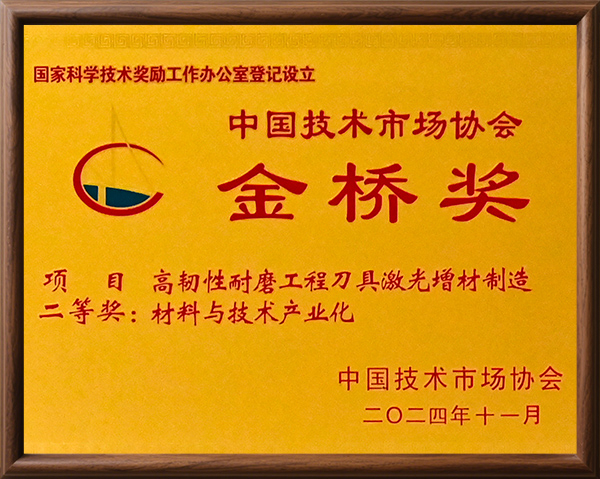 国家科学技术奖励工作办公室登记设立
中国技术市场协会
金桥奖
项 目 高韧性耐磨工程刀具激光增材制造
二等奖：材料与技术产业化
中国技术市场协会
二〇二四年十一月